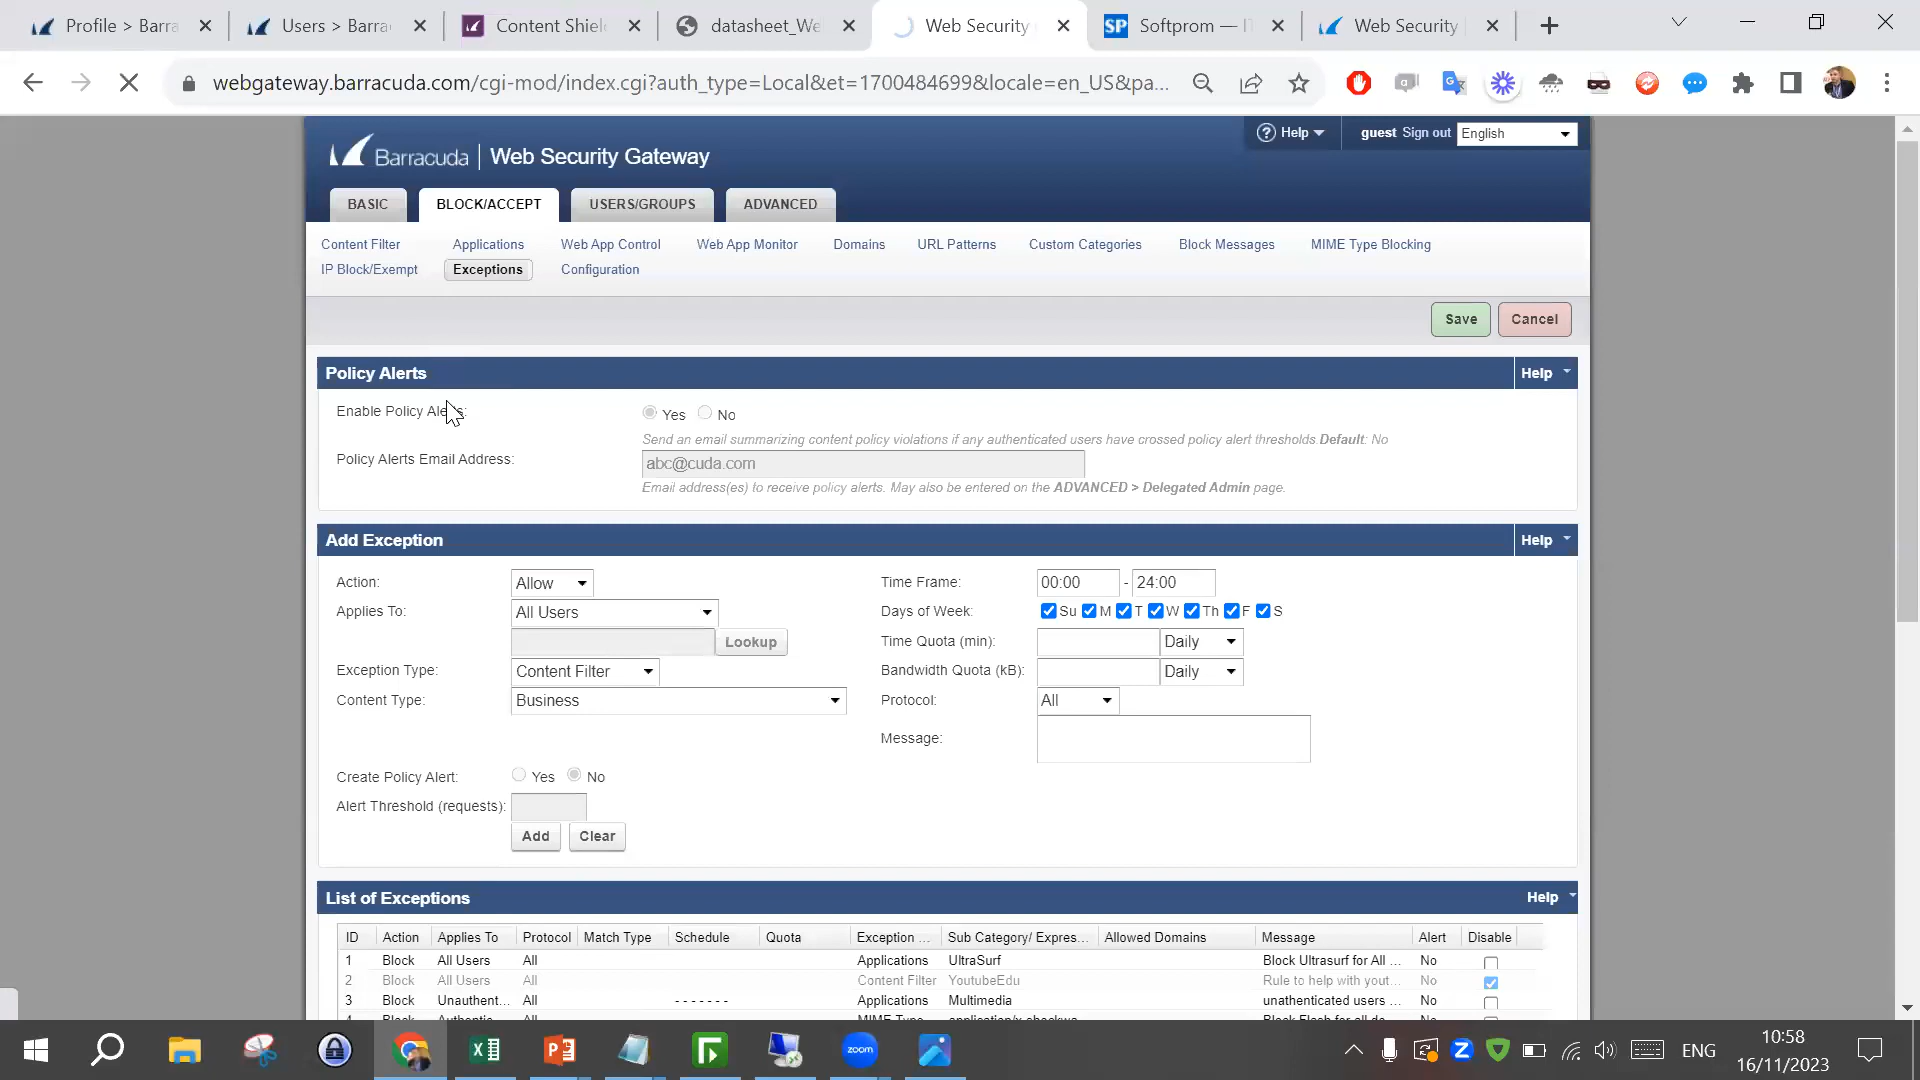 Profile > Barra
Users > Barra
Content Shiel
datasheet_We
Web Security
SP Softprom — IT
Web Security
webgateway.barracuda.com/cgi-mod/index.cgi?auth_type=Local&et=1700484699&locale=en_US&pa...
Barracuda | Web Security Gateway
Help
guest Sign out English
BASIC BLOCK/ACCEPT USERS/GROUPS ADVANCED
Content Filter Applications Web App Control Web App Monitor Domains URL Patterns Custom Categories Block Messages MIME Type Blocking
IP Block/Exempt Exceptions Configuration
Save Cancel
Policy Alerts Help
Enable Policy Alerts: Yes No
Send an email summarizing content policy violations if any authenticated users have crossed policy alert thresholds. Default: No
Policy Alerts Email Address: abc@cuda.com
Email address(es) to receive policy alerts. May also be entered on the ADVANCED > Delegated Admin page.
Add Exception Help
Action: Allow Time Frame: 00:00 - 24:00
Applies To: All Users Days of Week: Su M T W Th F S
Lookup Time Quota (min): Daily
Exception Type: Content Filter Bandwidth Quota (kB): Daily
Content Type: Business Protocol: All
Message:
Create Policy Alert: Yes No
Alert Threshold (requests):
Add Clear
List of Exceptions Help
ID Action Applies To Protocol Match Type Schedule Quota Exception ... Sub Category/ Expres... Allowed Domains Message Alert Disable
1 Block All Users All Applications UltraSurf Block Ultrasurf for All ... No
2 Block All Users All Content Filter YoutubeEdu Rule to help with yout... No
3 Block Unauthent... All - - - - - - - Applications Multimedia unathenticated users ... No
4 Block Authentic... All MIME Type application/x-shockwa... Block Flash for all do... No
zoom
ENG
10:58
16/11/2023